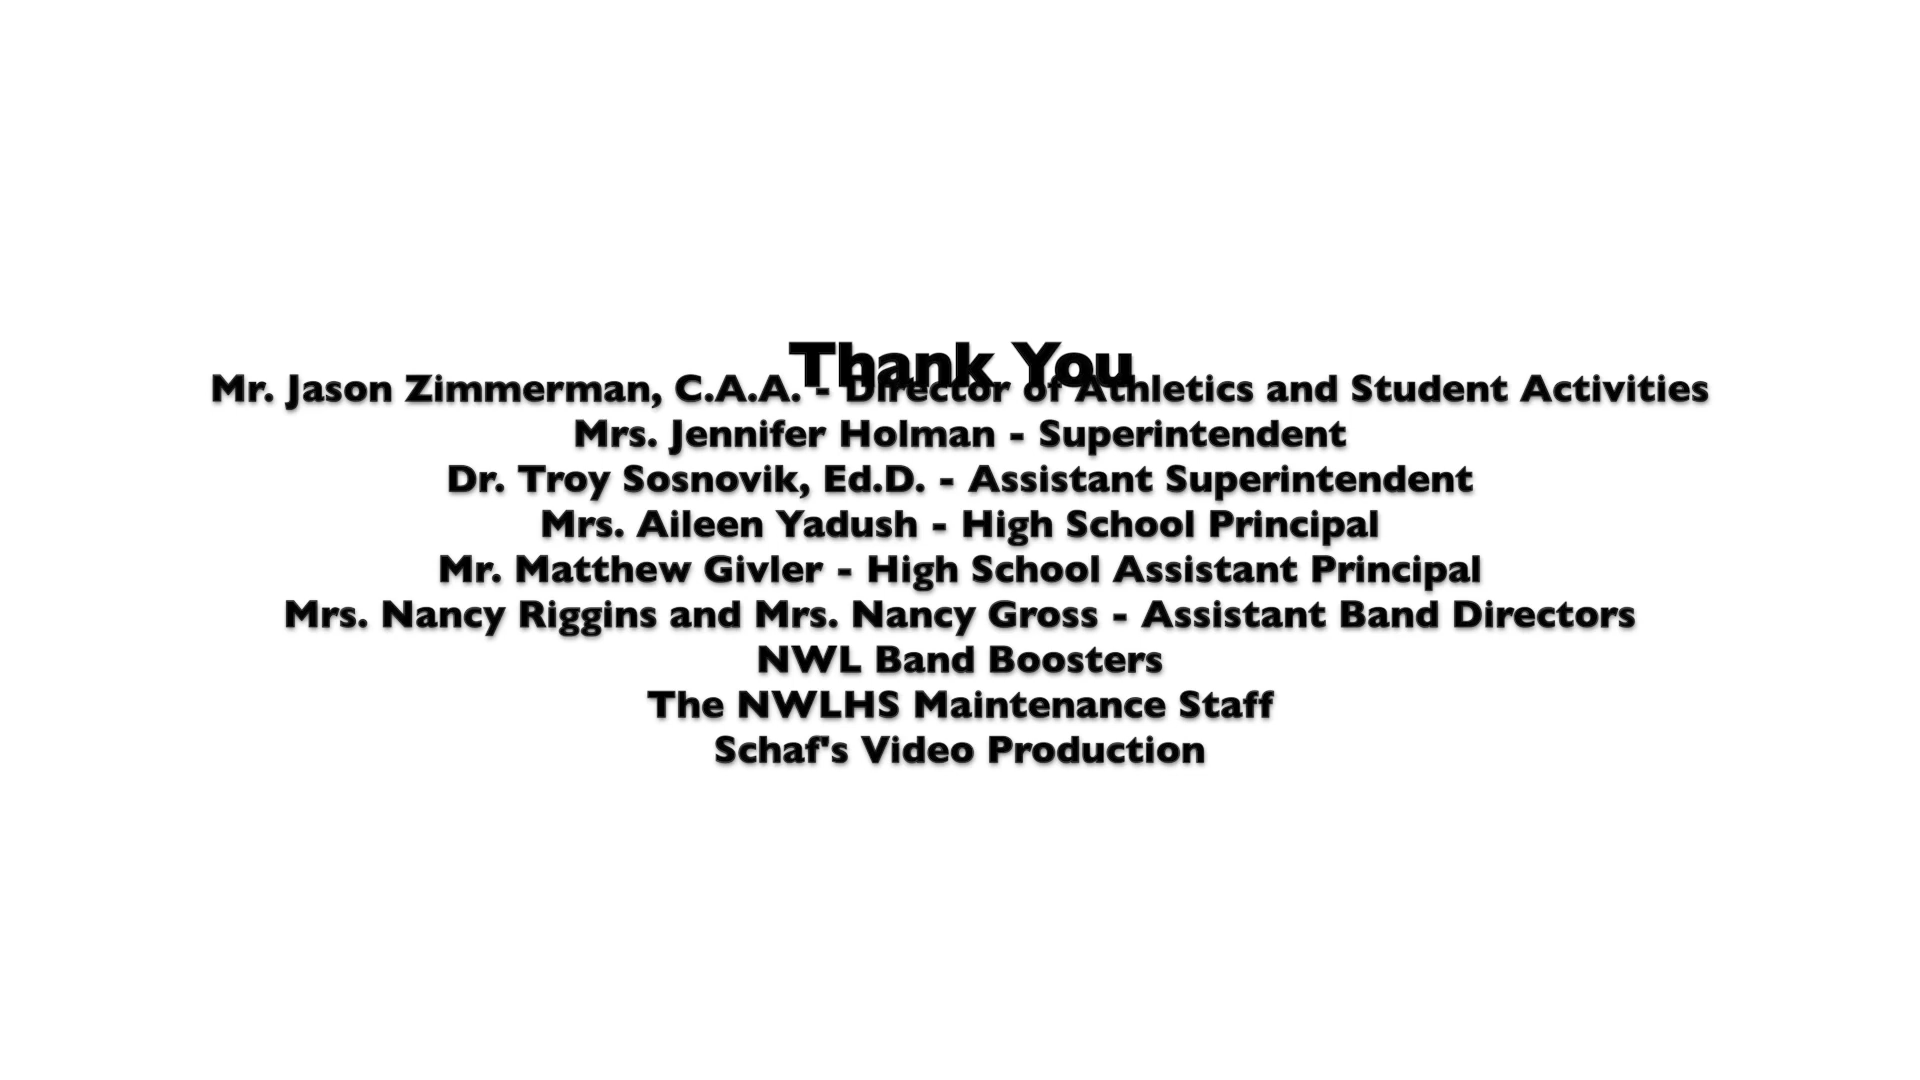 Thank You
Mr. Jason Zimmerman, C.A.A. - Director of Athletics and Student Activities
Mrs. Jennifer Holman - Superintendent
Dr. Troy Sosnovik, Ed.D. - Assistant Superintendent
Mrs. Aileen Yadush - High School Principal
Mr. Matthew Givler - High School Assistant Principal
Mrs. Nancy Riggins and Mrs. Nancy Gross - Assistant Band Directors
NWL Band Boosters
The NWLHS Maintenance Staff
Schaf's Video Production